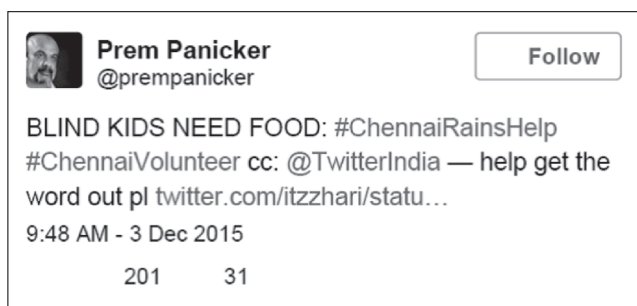 Prem Panicker
@prempanicker
Follow
BLIND KIDS NEED FOOD: #ChennaiRainsHelp
#ChennaiVolunteer cc: @TwitterIndia — help get the
word out pl twitter.com/itzzhari/statu…
9:48 AM - 3 Dec 2015
201 31